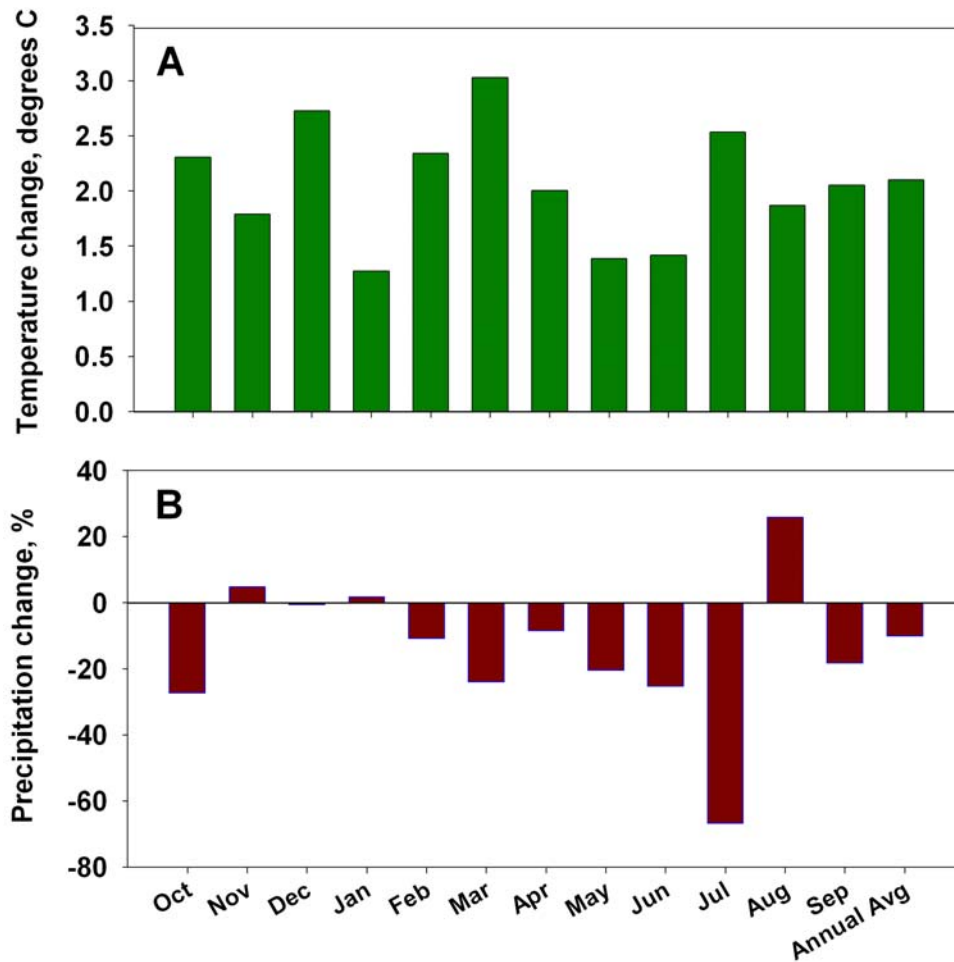 Temperature change, degrees C
3.5
3.0
2.5
2.0
1.5
1.0
0.5
0.0
A
Precipitation change, %
40
20
0
-20
-40
-60
-80
B
Oct
Nov
Dec
Jan
Feb
Mar
Apr
May
Jun
Jul
Aug
Sep
Annual Avg